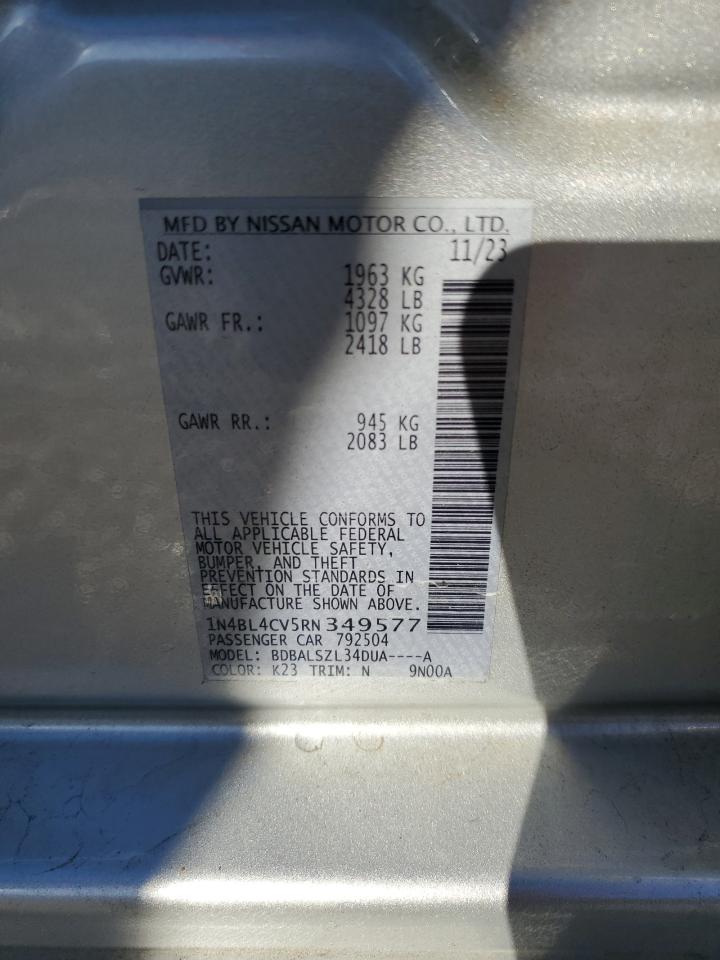 MFD BY NISSAN MOTOR CO., LTD.
DATE: 11/23
GVWR: 1963 KG
4328 LB
GAWR FR.: 1097 KG
2418 LB
GAWR RR.: 945 KG
2083 LB
THIS VEHICLE CONFORMS TO
ALL APPLICABLE FEDERAL
MOTOR VEHICLE SAFETY,
BUMPER, AND THEFT
PREVENTION STANDARDS IN
EFFECT ON THE DATE OF
MANUFACTURE SHOWN ABOVE.
1N4BL4CV5RN349577
PASSENGER CAR 792504
MODEL: BDBALSZL34DUA----A
COLOR: K23 TRIM: N 9N00A